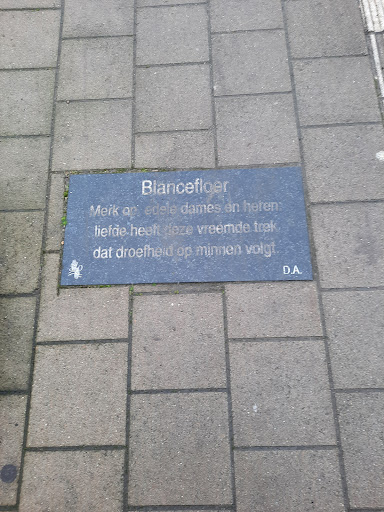 Blancefloer
Merk op, edele dames en heren:
liefde heeft deze vreemde trek,
dat droefheid op minnen volgt.
D.A.